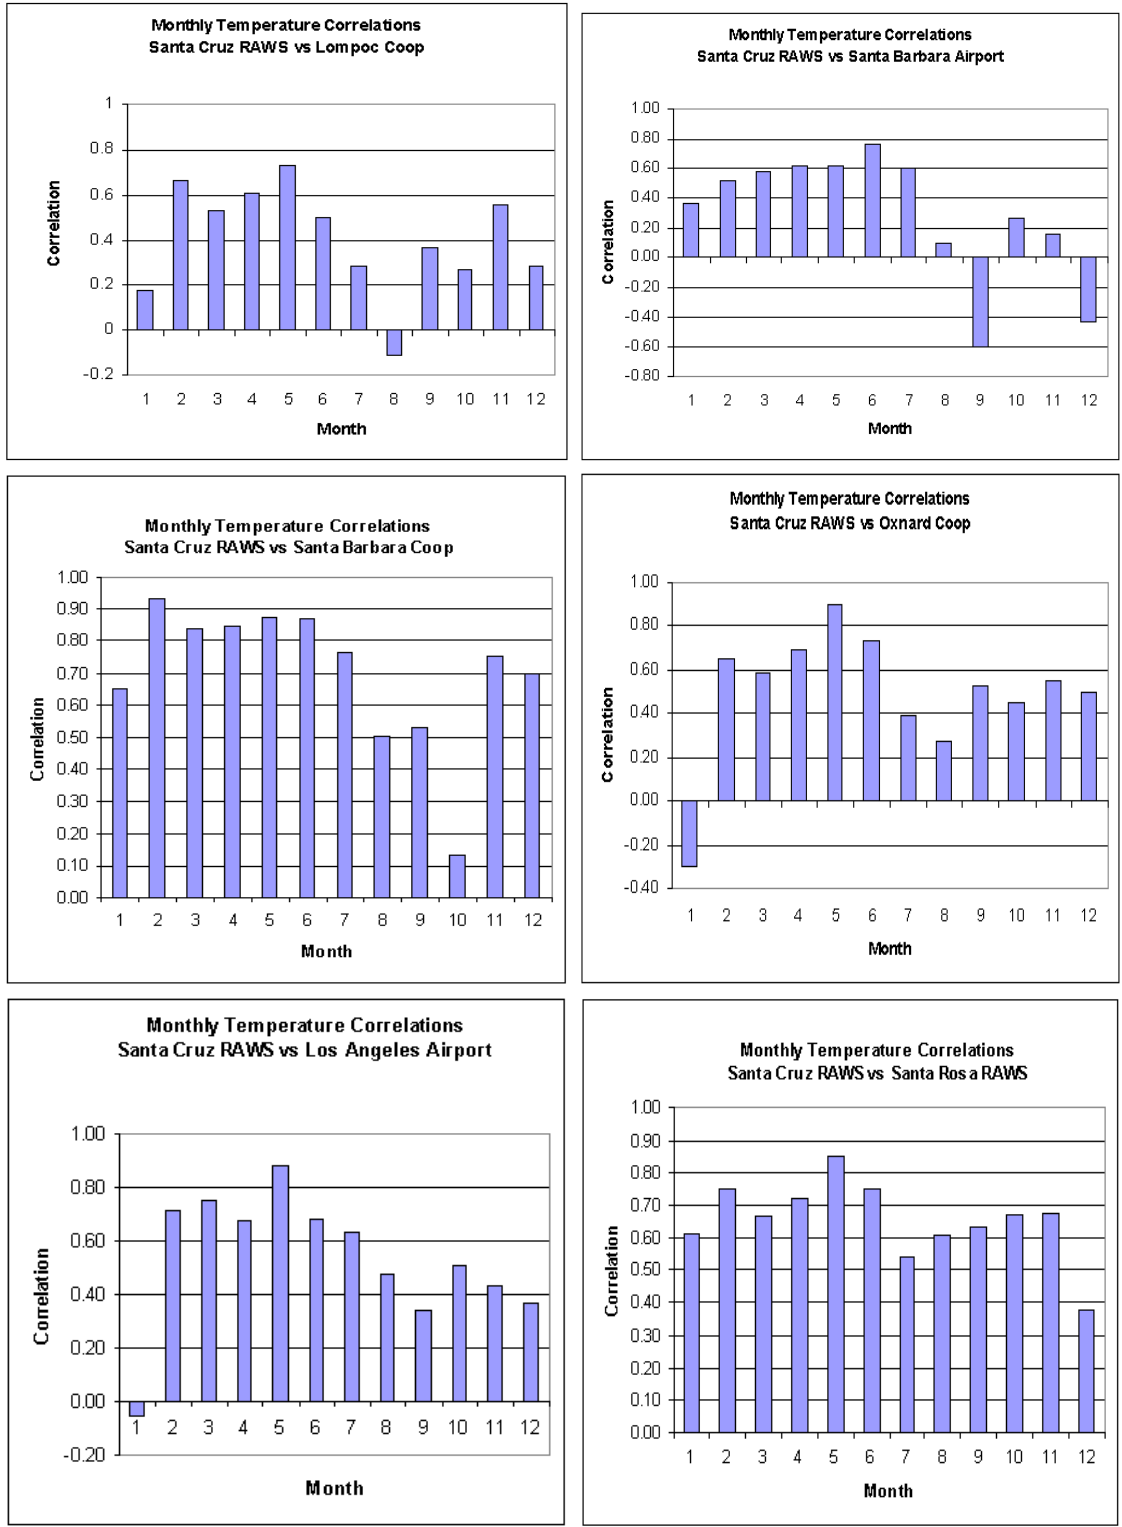 Monthly Temperature Correlations
Santa Cruz RAWS vs Lompoc Coop
1
0.8
0.6
0.4
0.2
0
-0.2
Correlation
1 2 3 4 5 6 7 8 9 10 11 12
Month
Monthly Temperature Correlations
Santa Cruz RAWS vs Santa Barbara Airport
1.00
0.80
0.60
0.40
0.20
0.00
-0.20
-0.40
-0.60
-0.80
Correlation
1 2 3 4 5 6 7 8 9 10 11 12
Month
Monthly Temperature Correlations
Santa Cruz RAWS vs Santa Barbara Coop
1.00
0.90
0.80
0.70
0.60
0.50
0.40
0.30
0.20
0.10
0.00
Correlation
1 2 3 4 5 6 7 8 9 10 11 12
Month
Monthly Temperature Correlations
Santa Cruz RAWS vs Oxnard Coop
1.00
0.80
0.60
0.40
0.20
0.00
-0.20
-0.40
Correlation
1 2 3 4 5 6 7 8 9 10 11 12
Month
Monthly Temperature Correlations
Santa Cruz RAWS vs Los Angeles Airport
1.00
0.80
0.60
0.40
0.20
0.00
-0.20
Correlation
1 2 3 4 5 6 7 8 9 10 11 12
Month
Monthly Temperature Correlations
Santa Cruz RAWS vs Santa Rosa RAWS
1.00
0.90
0.80
0.70
0.60
0.50
0.40
0.30
0.20
0.10
0.00
Correlation
1 2 3 4 5 6 7 8 9 10 11 12
Month